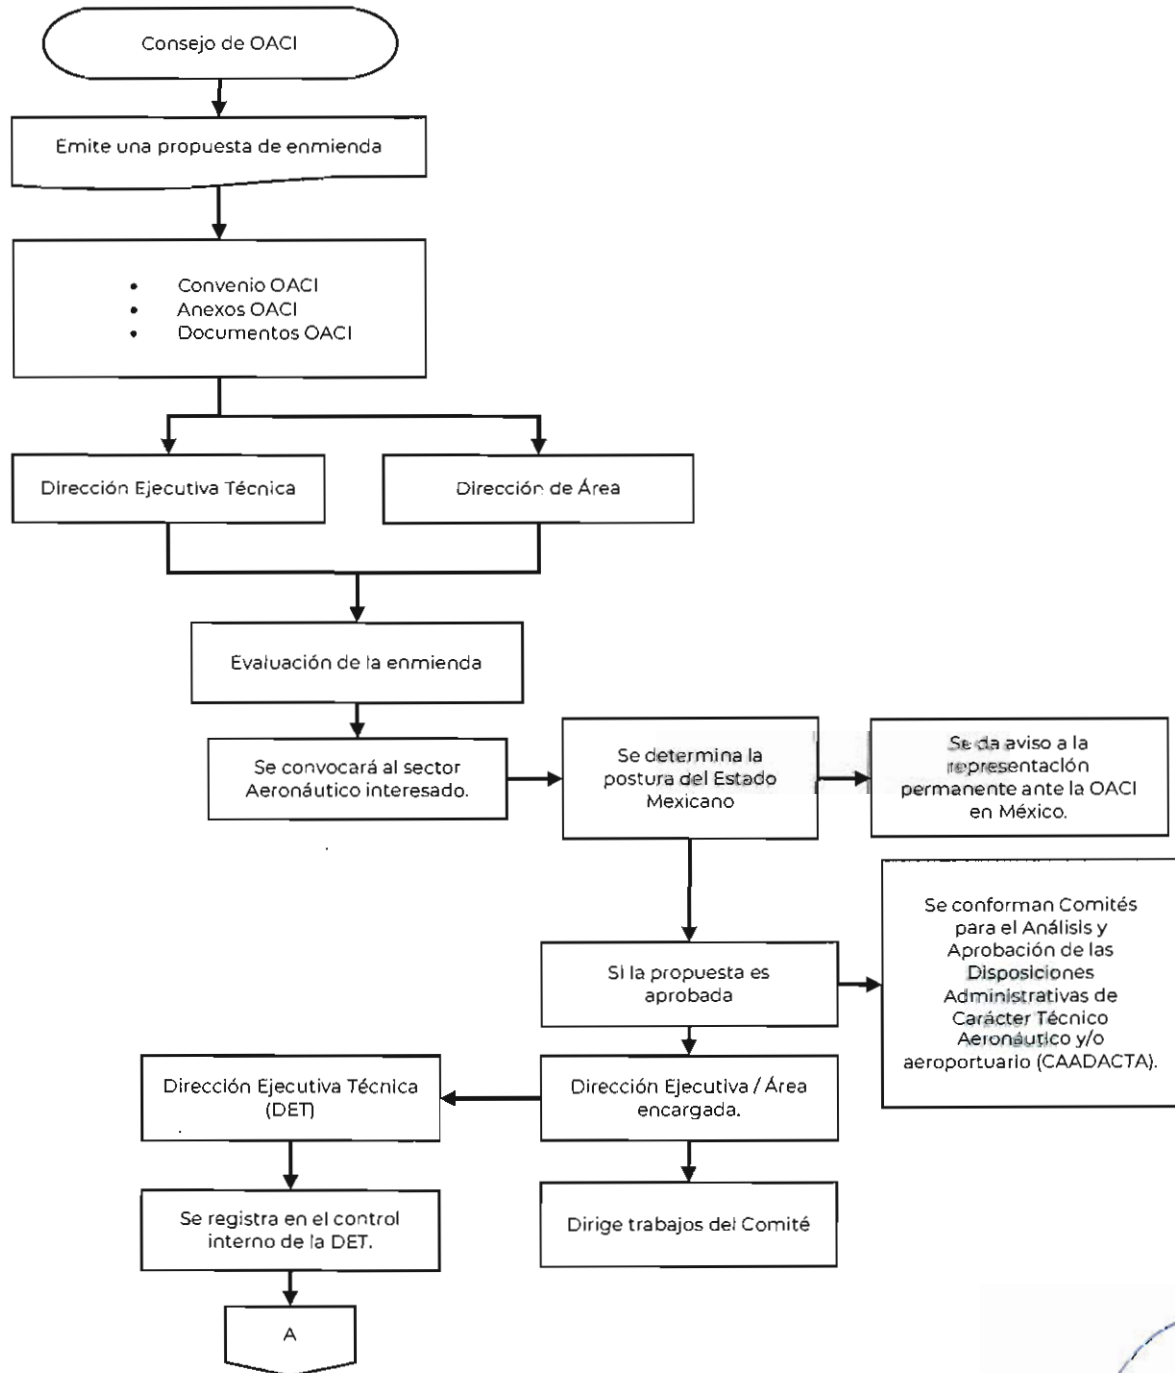 Consejo de OACI
Emite una propuesta de enmienda
• Convenio OACI
• Anexos OACI
• Documentos OACI
Dirección Ejecutiva Técnica
Dirección de Área
Evaluación de la enmienda
Se convocará al sector
Aeronáutico interesado.
Se determina la
postura del Estado
Mexicano
Se da aviso a la
representación
permanente ante la OACI
en México.
Si la propuesta es
aprobada
Se conforman Comités
para el Análisis y
Aprobación de las
Disposiciones
Administrativas de
Carácter Técnico
Aeronáutico y/o
aeroportuario (CAADACTA).
Dirección Ejecutiva Técnica
(DET)
Dirección Ejecutiva / Área
encargada.
Se registra en el control
interno de la DET.
Dirige trabajos del Comité
A